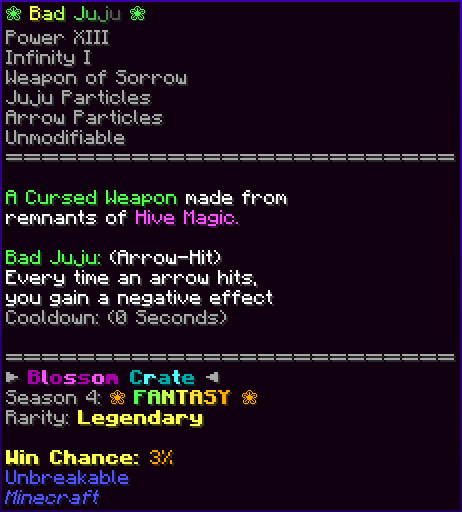 ❀ Bad Juju ❀
Power XIII
Infinity I
Weapon of Sorrow
Juju Particles
Arrow Particles
Unmodifiable
====================================
A Cursed Weapon made from
remnants of Hive Magic.
Bad Juju: (Arrow-Hit)
Every time an arrow hits,
you gain a negative effect
Cooldown: (0 Seconds)
====================================
► Blossom Crate ◄
Season 4: ❀ FANTASY ❀
Rarity: Legendary
Win Chance: 3%
Unbreakable
Minecraft